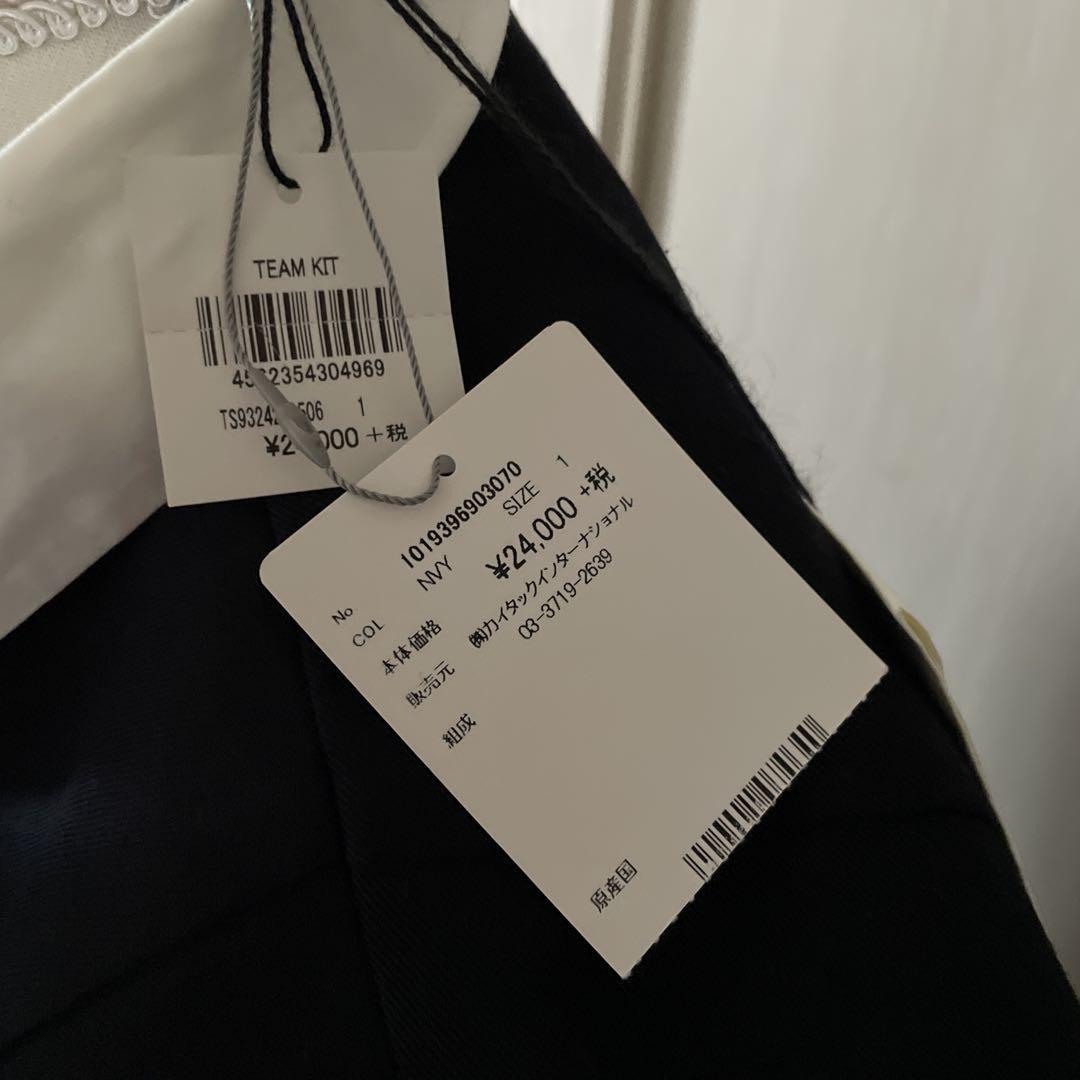 TEAM KIT
TS9324
506 1
000 +税
No 1019396903070
COL NVY SIZE 1
本体価格 ¥24,000 +税
販売元 ㈱カイタックインターナショナル
03-3719-2639
組成
原産国